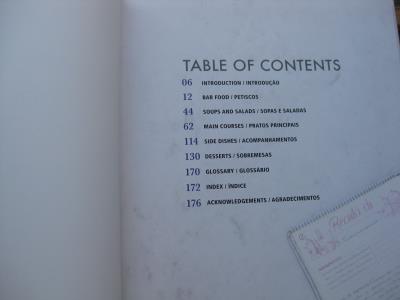 TABLE OF CONTENTS
06 INTRODUCTION / INTRODUÇÃO
12 BAR FOOD / PETISCOS
44 SOUPS AND SALADS / SOPAS E SALADAS
62 MAIN COURSES / PRATOS PRINCIPAIS
114 SIDE DISHES / ACOMPANHAMENTOS
130 DESSERTS / SOBREMESAS
170 GLOSSARY / GLOSSÁRIO
172 INDEX / ÍNDICE
176 ACKNOWLEDGEMENTS / AGRADECIMENTOS